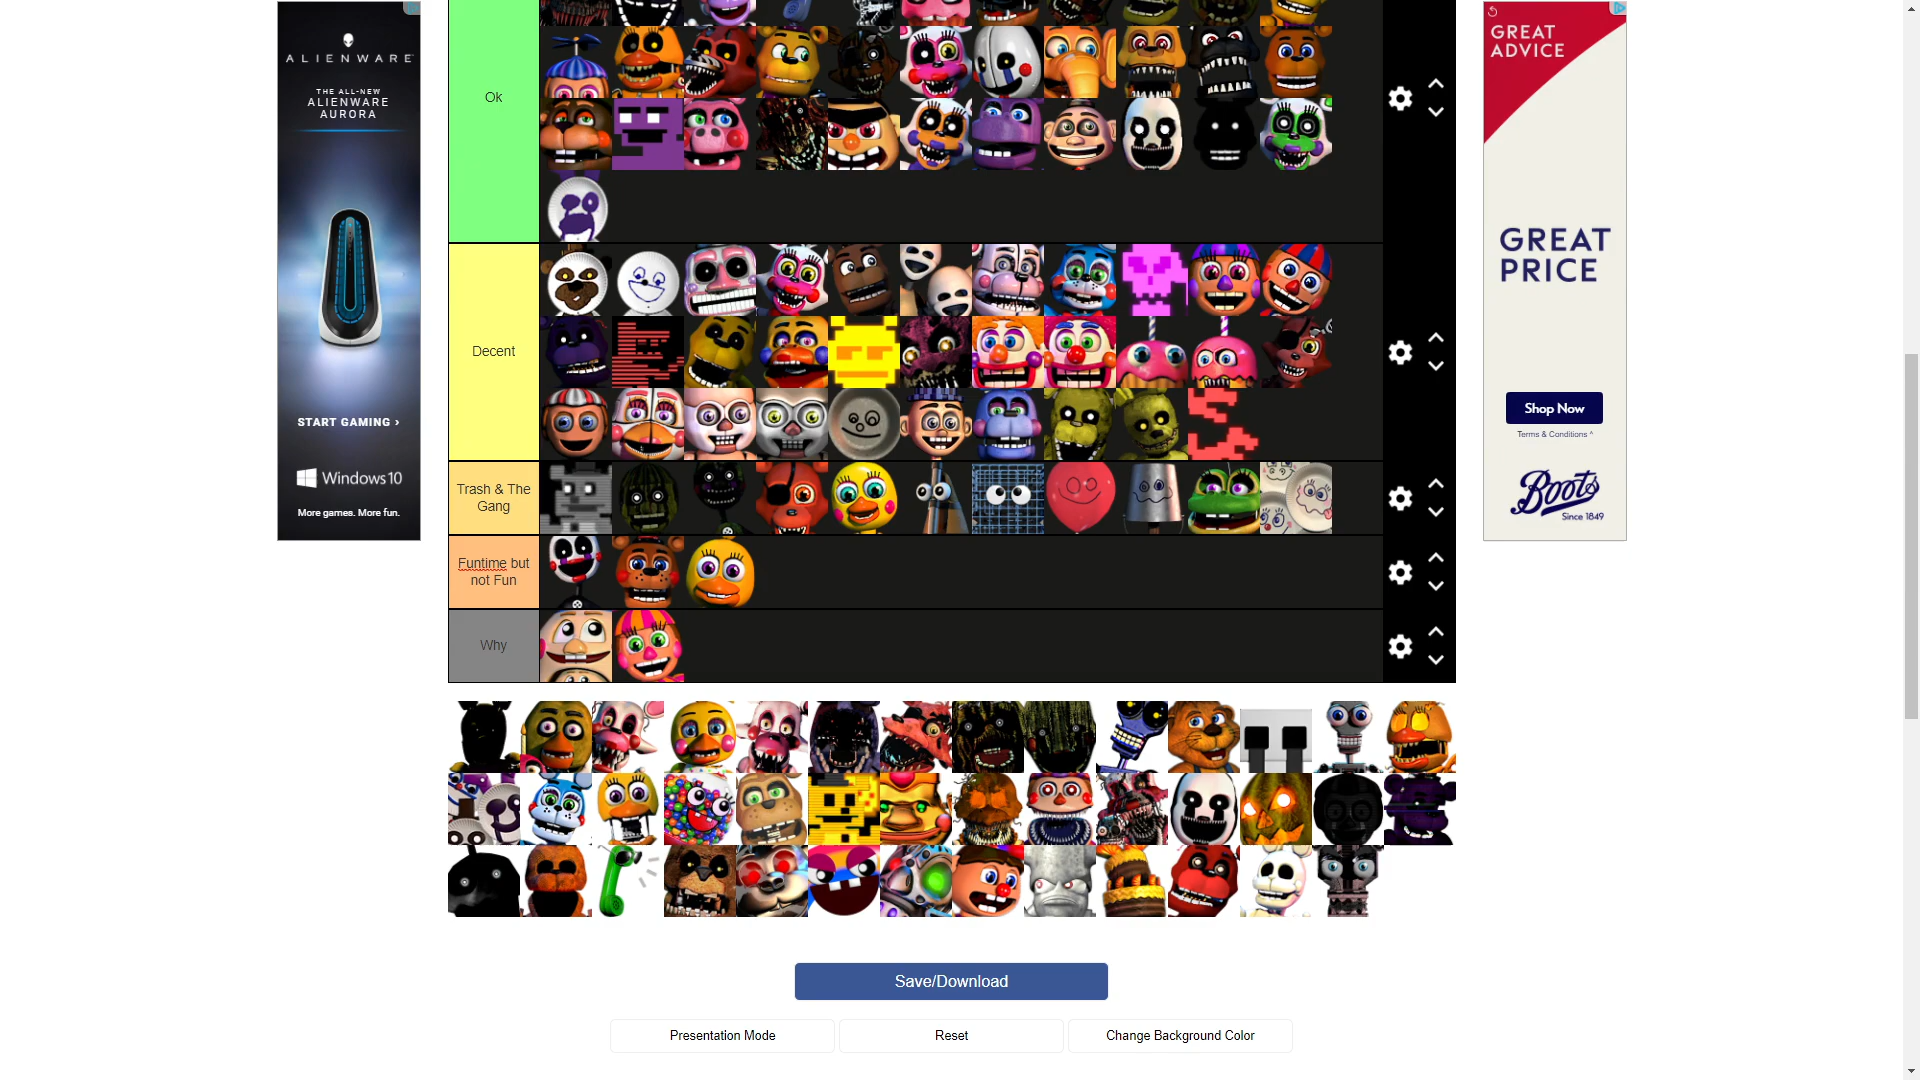 ALIENWARE
THE ALL-NEW
ALIENWARE
AURORA
START GAMING ›
Windows10
More games. More fun.
Ok
Decent
Trash & The
Gang
Funtime but
not Fun
Why
GREAT
ADVICE
GREAT
PRICE
Shop Now
Terms & Conditions ^
Boots
Since 1849
Save/Download
Presentation Mode
Reset
Change Background Color